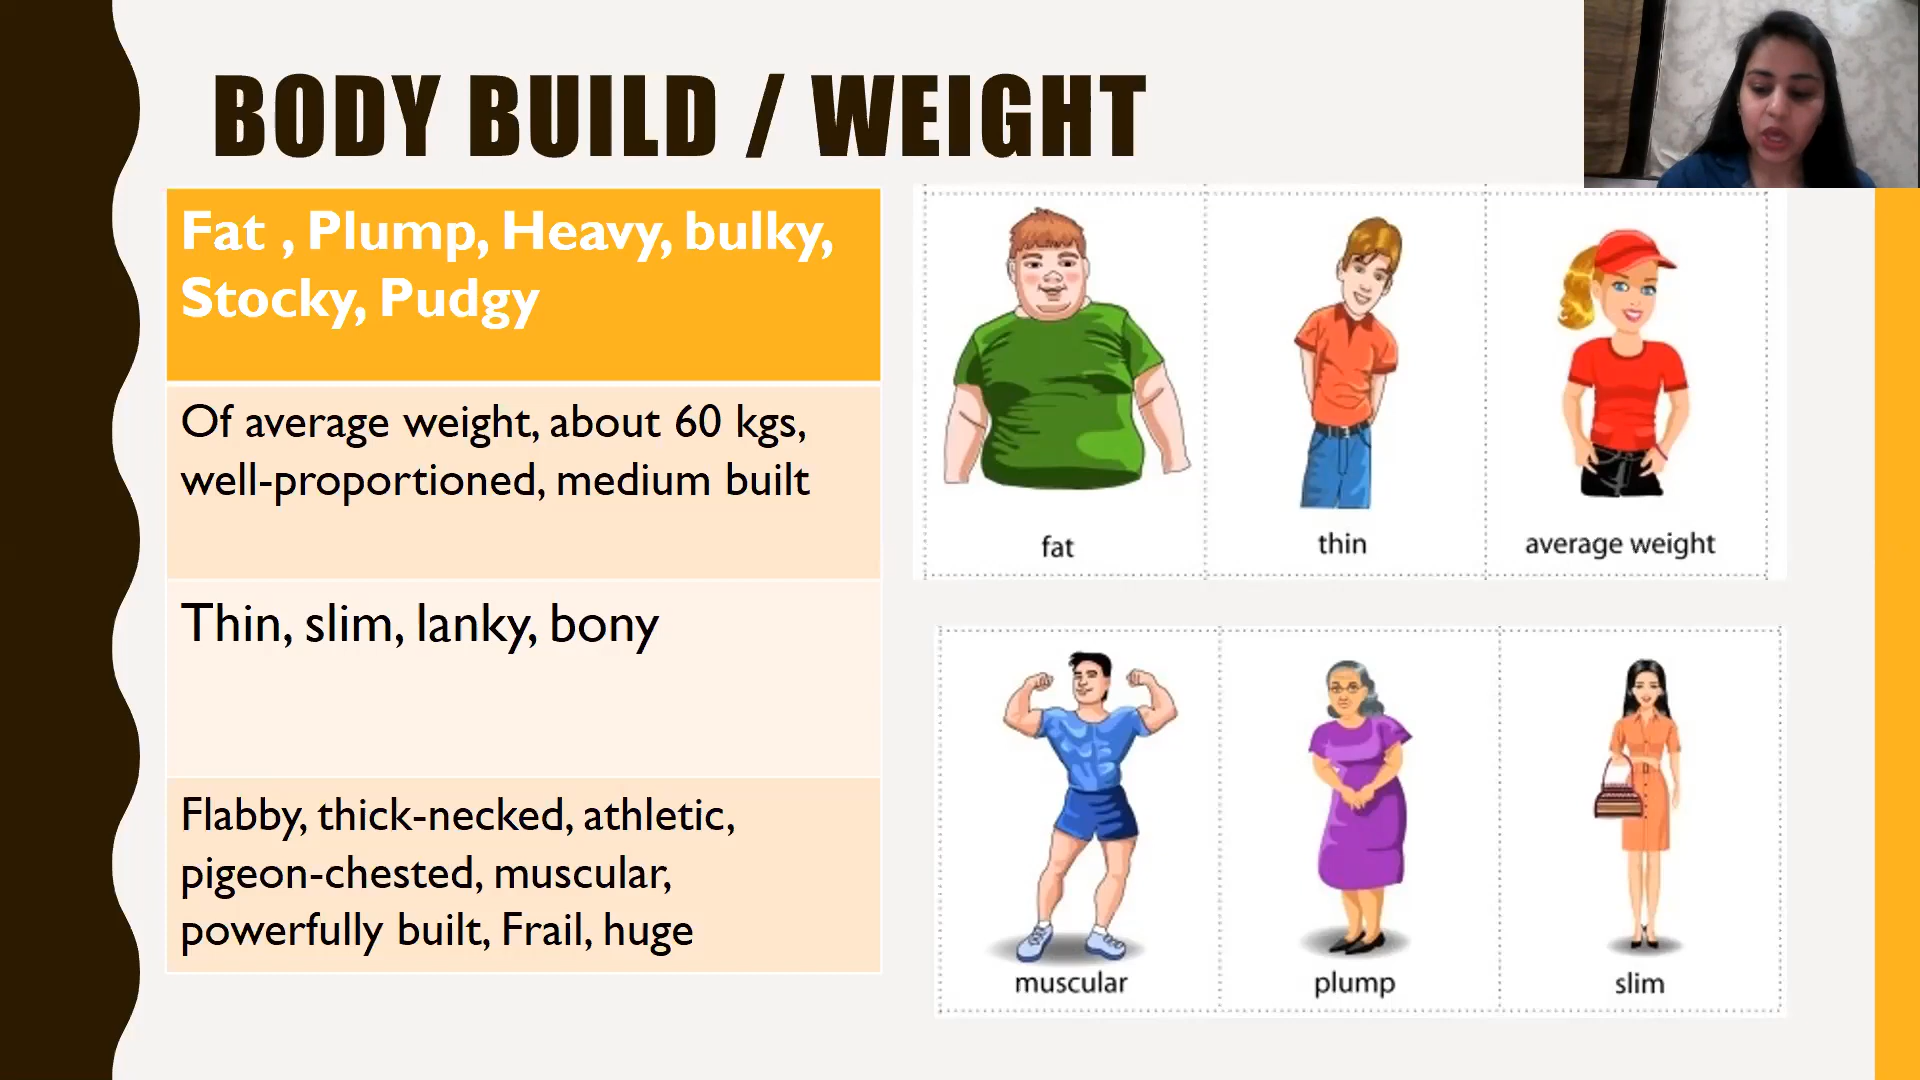 BODY BUILD / WEIGHT
Fat , Plump, Heavy, bulky,
Stocky, Pudgy
Of average weight, about 60 kgs,
well-proportioned, medium built
Thin, slim, lanky, bony
Flabby, thick-necked, athletic,
pigeon-chested, muscular,
powerfully built, Frail, huge
fat
thin
average weight
muscular
plump
slim